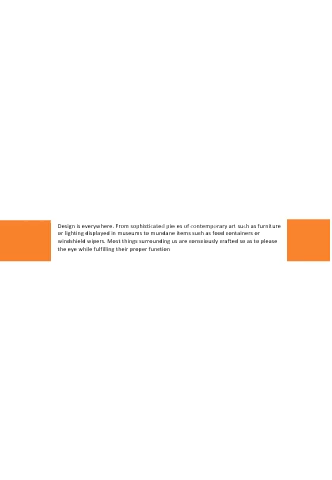 Design is everywhere. From sophisticated pieces of contemporary art such as furniture
or lighting displayed in museums to mundane items such as food containers or
windshield wipers. Most things surrounding us are consciously crafted so as to please
the eye while fulfilling their proper function